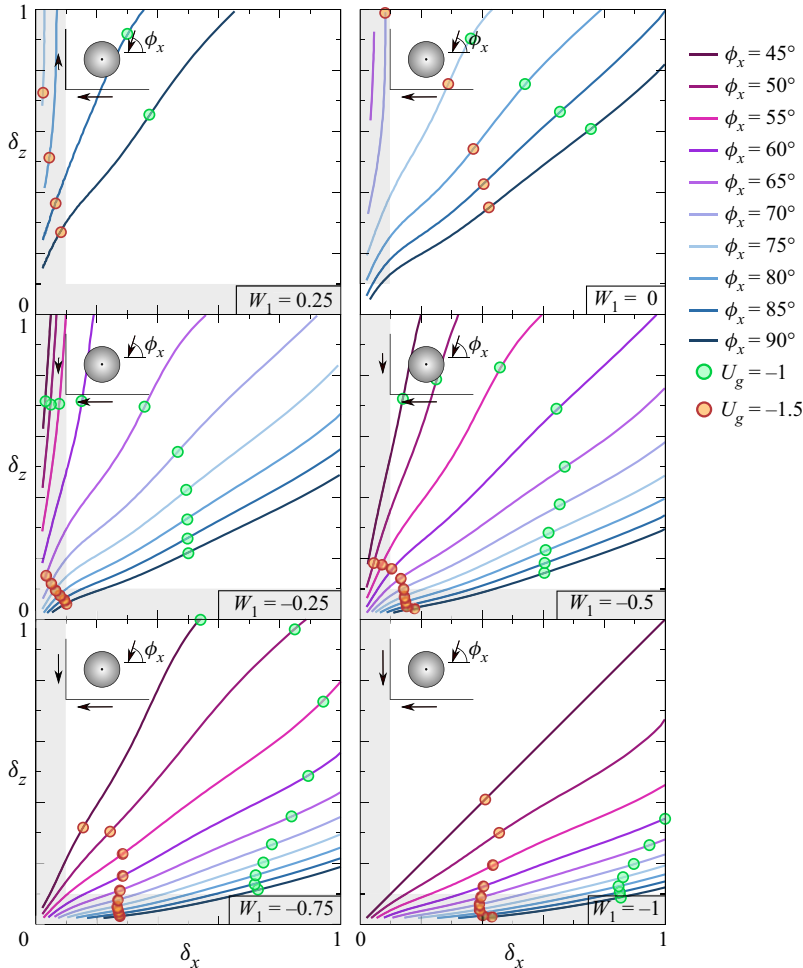 1
ϕx
δz
0
W1 = 0.25
ϕx
W1 = 0
ϕx = 45°
ϕx = 50°
ϕx = 55°
ϕx = 60°
ϕx = 65°
ϕx = 70°
ϕx = 75°
ϕx = 80°
ϕx = 85°
ϕx = 90°
Ug = –1
Ug = –1.5
1
ϕx
δz
0
W1 = –0.25
ϕx
W1 = –0.5
1
ϕx
δz
0
W1 = –0.75
ϕx
W1 = –1
0
δx
1
0
δx
1